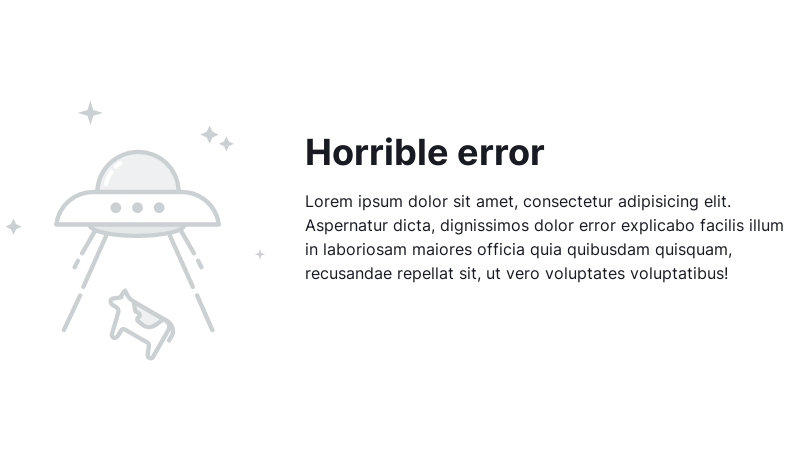 Horrible error
Lorem ipsum dolor sit amet, consectetur adipisicing elit.
Aspernatur dicta, dignissimos dolor error explicabo facilis illum
in laboriosam maiores officia quia quibusdam quisquam,
recusandae repellat sit, ut vero voluptates voluptatibus!